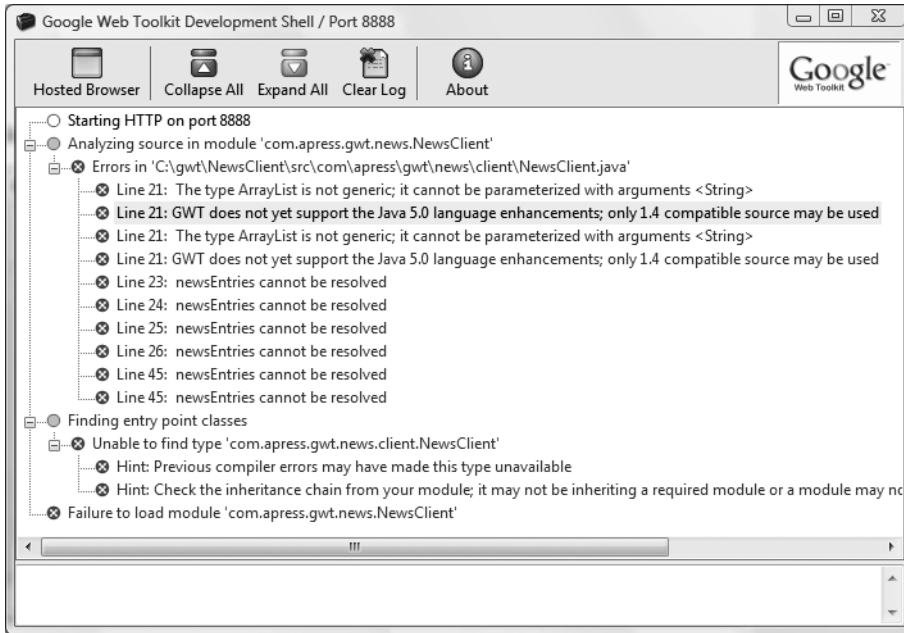 Google Web Toolkit Development Shell / Port 8888
Hosted Browser
Collapse All
Expand All
Clear Log
About
Google
Web Toolkit
Starting HTTP on port 8888
Analyzing source in module 'com.apress.gwt.news.NewsClient'
Errors in 'C:\gwt\NewsClient\src\com\apress\gwt\news\client\NewsClient.java'
Line 21: The type ArrayList is not generic; it cannot be parameterized with arguments <String>
Line 21: GWT does not yet support the Java 5.0 language enhancements; only 1.4 compatible source may be used
Line 21: The type ArrayList is not generic; it cannot be parameterized with arguments <String>
Line 21: GWT does not yet support the Java 5.0 language enhancements; only 1.4 compatible source may be used
Line 23: newsEntries cannot be resolved
Line 24: newsEntries cannot be resolved
Line 25: newsEntries cannot be resolved
Line 26: newsEntries cannot be resolved
Line 45: newsEntries cannot be resolved
Line 45: newsEntries cannot be resolved
Finding entry point classes
Unable to find type 'com.apress.gwt.news.client.NewsClient'
Hint: Previous compiler errors may have made this type unavailable
Hint: Check the inheritance chain from your module; it may not be inheriting a required module or a module may
Failure to load module 'com.apress.gwt.news.NewsClient'